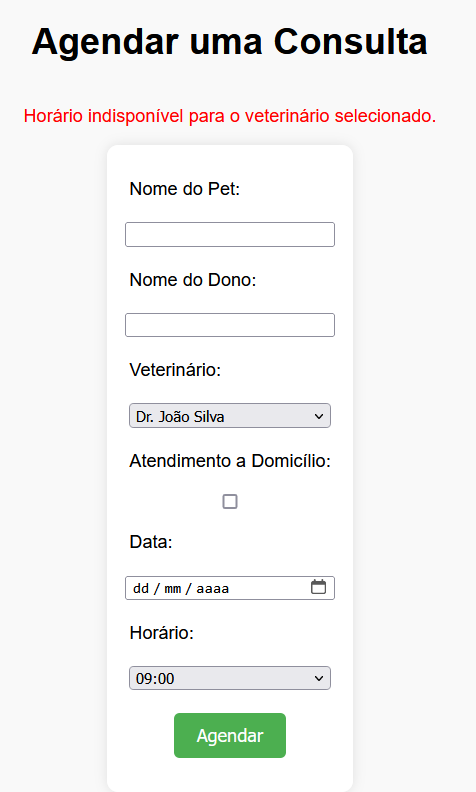 Agendar uma Consulta
Horário indisponível para o veterinário selecionado.
Nome do Pet:
Nome do Dono:
Veterinário:
Dr. João Silva
Atendimento a Domicílio:
Data:
dd / mm / aaaa
Horário:
09:00
Agendar